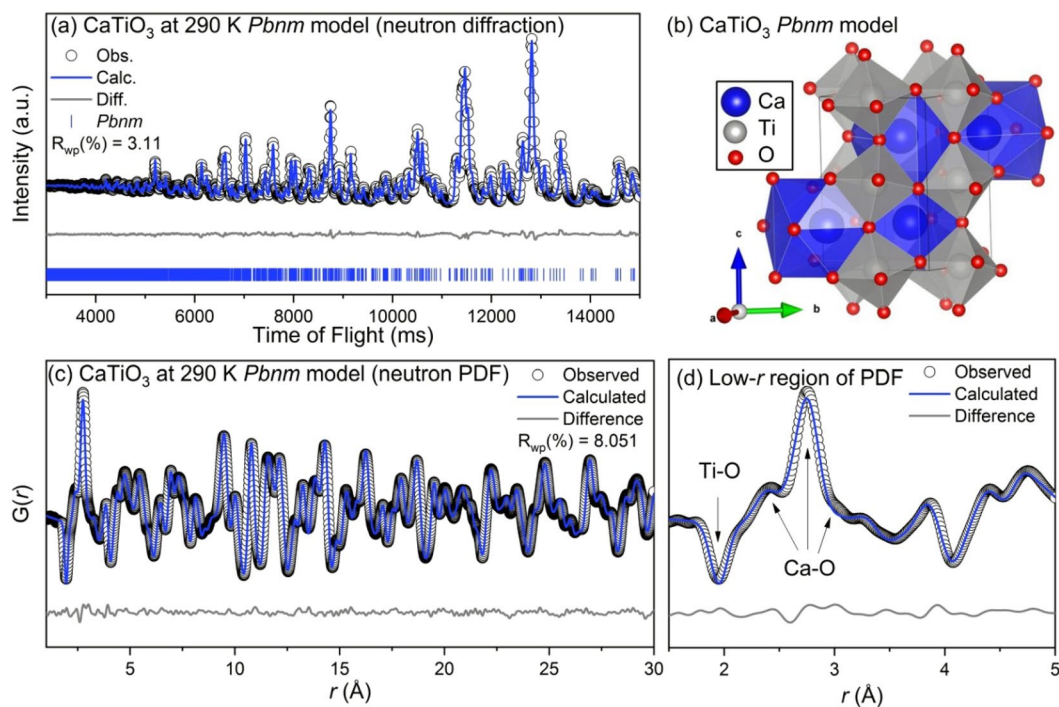 (a) CaTiO₃ at 290 K Pbnm model (neutron diffraction)
Obs.
Calc.
Diff.
Pbnm
Rwp(%) = 3.11
Intensity (a.u.)
4000 6000 8000 10000 12000 14000
Time of Flight (ms)
(b) CaTiO₃ Pbnm model
Ca
Ti
O
c
a
b
(c) CaTiO₃ at 290 K Pbnm model (neutron PDF)
Observed
Calculated
Difference
Rwp(%) = 8.051
G(r)
5 10 15 20 25 30
r (Å)
(d) Low-r region of PDF
Observed
Calculated
Difference
Ti-O
Ca-O
2 3 4 5
r (Å)